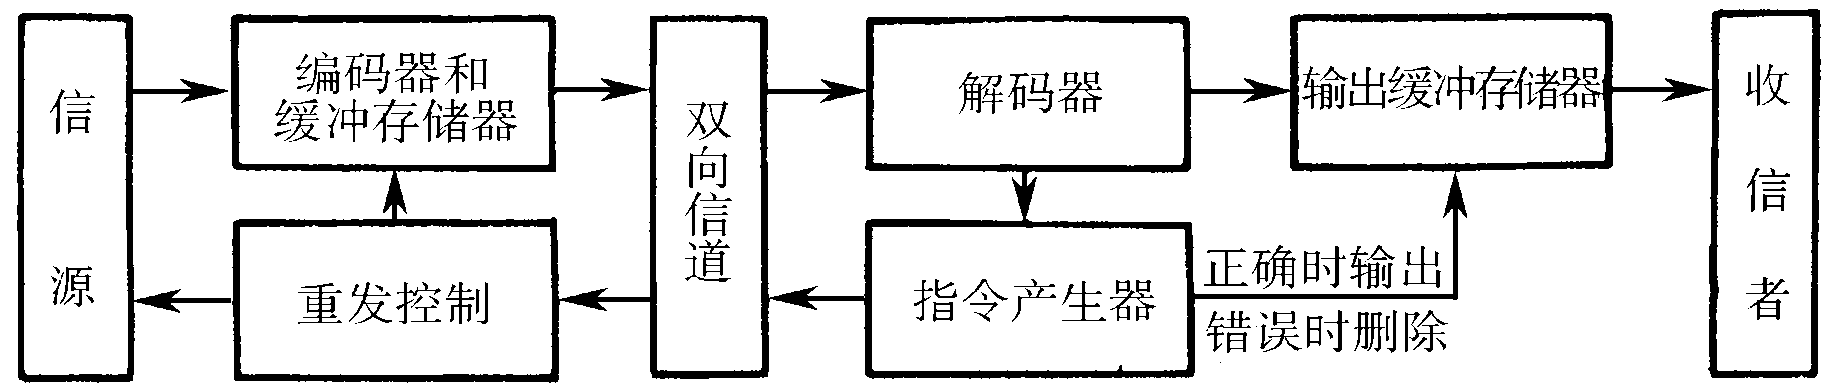 信源
编码器和
缓冲存储器
双向信道
解码器
输出缓冲存储器
收信者
重发控制
指令产生器
正确时输出
错误时删除